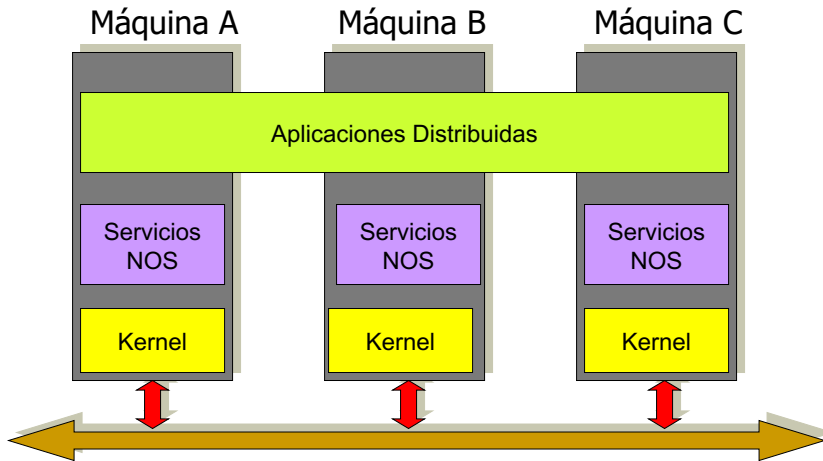 Máquina A
Máquina B
Máquina C
Aplicaciones Distribuidas
Servicios
NOS
Servicios
NOS
Servicios
NOS
Kernel
Kernel
Kernel